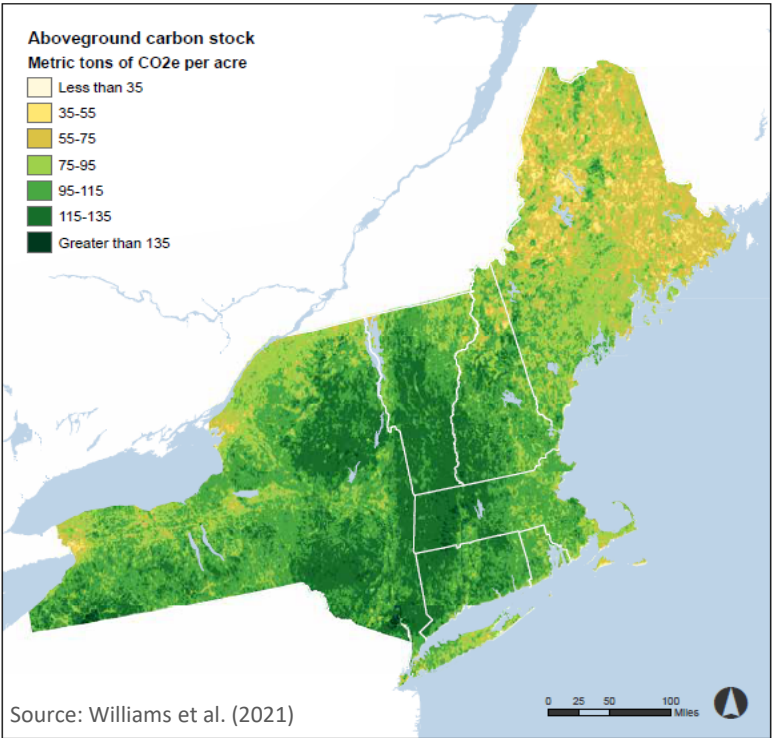 Aboveground carbon stock
Metric tons of CO2e per acre
Less than 35
35-55
55-75
75-95
95-115
115-135
Greater than 135
Source: Williams et al. (2021)
0 25 50 100
Miles